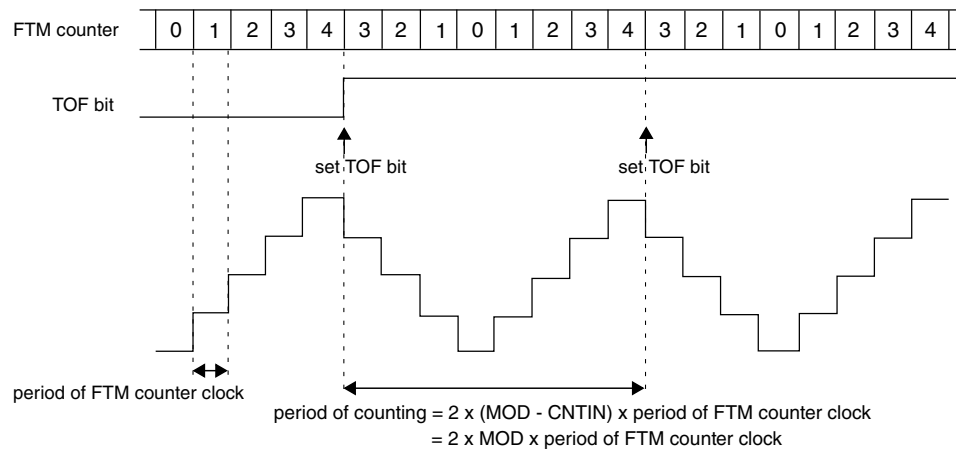 FTM counter 0 1 2 3 4 3 2 1 0 1 2 3 4 3 2 1 0 1 2 3 4
TOF bit
set TOF bit set TOF bit
period of FTM counter clock
period of counting = 2 x (MOD - CNTIN) x period of FTM counter clock
= 2 x MOD x period of FTM counter clock